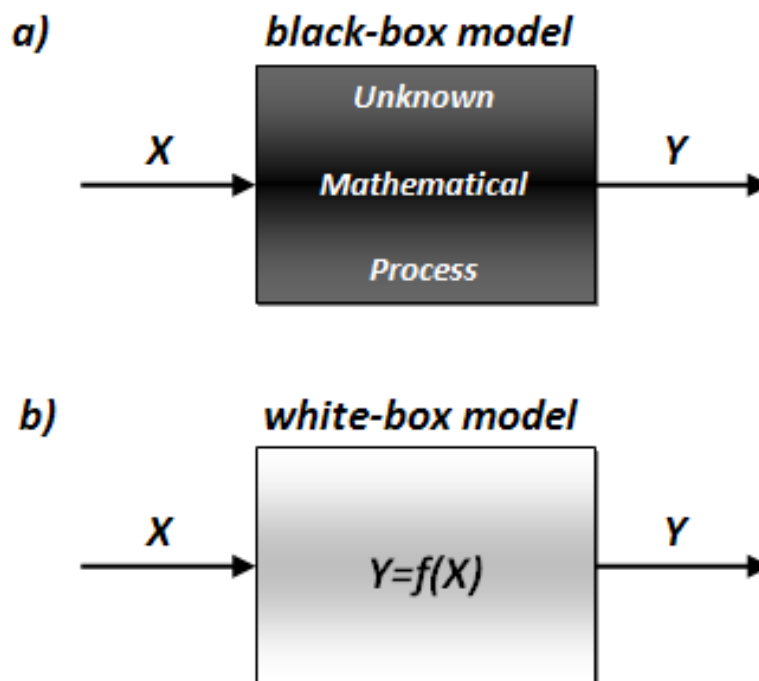 a) black-box model
Unknown
X Y
Mathematical
Process
b) white-box model
X Y
Y=f(X)